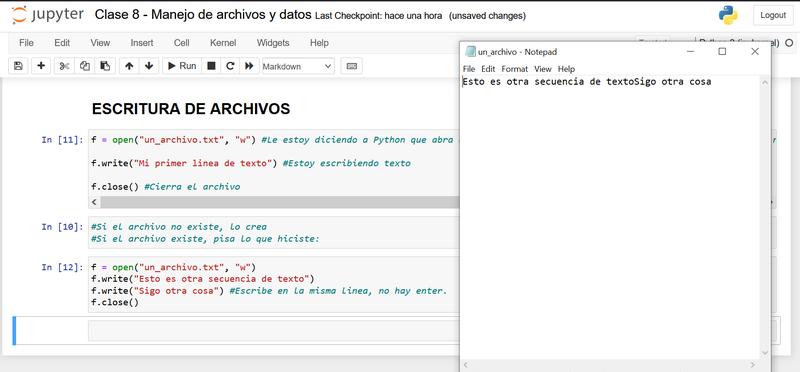 jupyter Clase 8 - Manejo de archivos y datos Last Checkpoint: hace una hora (unsaved changes) Logout
File Edit View Insert Cell Kernel Widgets Help
Run Markdown
ESCRITURA DE ARCHIVOS
In [11]: f = open("un_archivo.txt", "w") #Le estoy diciendo a Python que abra
f.write("Mi primer linea de texto") #Estoy escribiendo texto
f.close() #Cierra el archivo
In [10]: #Si el archivo no existe, lo crea
#Si el archivo existe, pisa lo que hiciste:
In [12]: f = open("un_archivo.txt", "w")
f.write("Esto es otra secuencia de texto")
f.write("Sigo otra cosa") #Escribe en la misma linea, no hay enter.
f.close()
un_archivo - Notepad
File Edit Format View Help
Esto es otra secuencia de textoSigo otra cosa